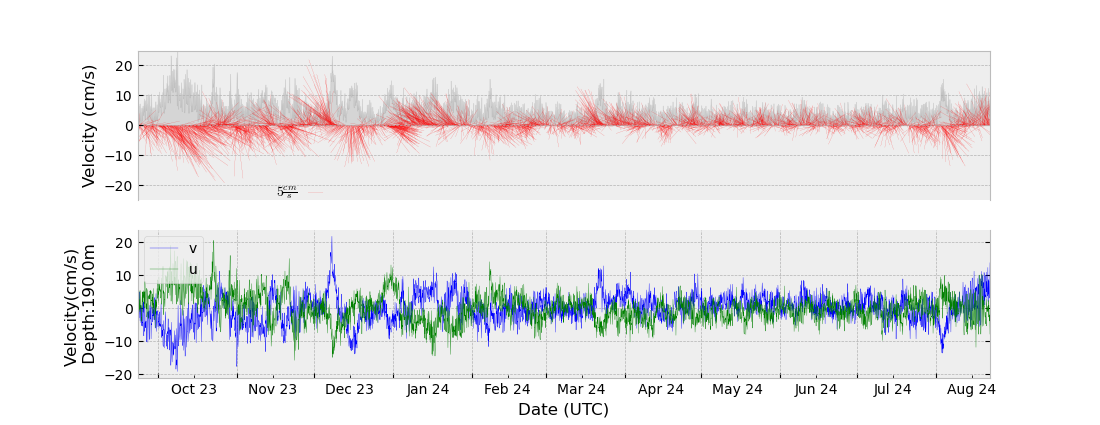 Velocity (cm/s)
20
10
0
−10
−20
5 cm/s
Velocity(cm/s)
Depth:190.0m
20
10
0
−10
−20
v
u
Oct 23 Nov 23 Dec 23 Jan 24 Feb 24 Mar 24 Apr 24 May 24 Jun 24 Jul 24 Aug 24
Date (UTC)